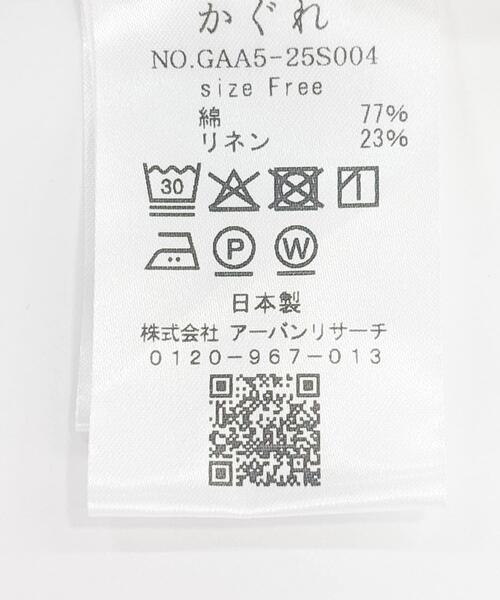 かぐれ
NO.GAA5-25S004
size Free
綿 77%
リネン 23%
30
P W
日本製
株式会社 アーバンリサーチ
0120-967-013